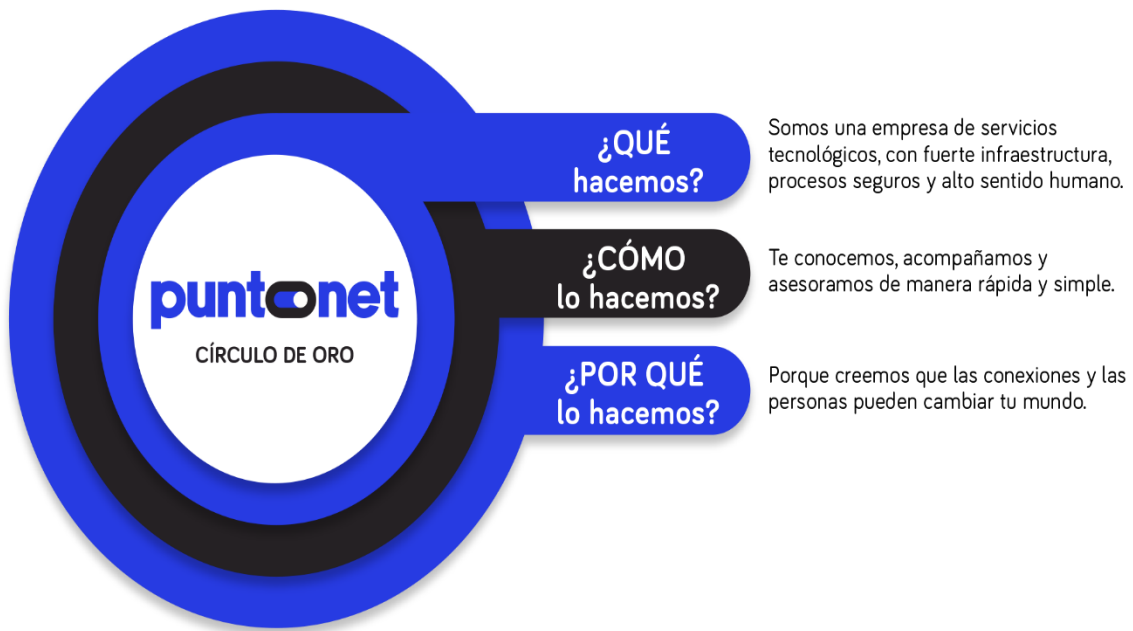 ¿QUÉ
hacemos?
Somos una empresa de servicios
tecnológicos, con fuerte infraestructura,
procesos seguros y alto sentido humano.
¿CÓMO
lo hacemos?
Te conocemos, acompañamos y
asesoramos de manera rápida y simple.
puntonet
CÍRCULO DE ORO
¿POR QUÉ
lo hacemos?
Porque creemos que las conexiones y las
personas pueden cambiar tu mundo.